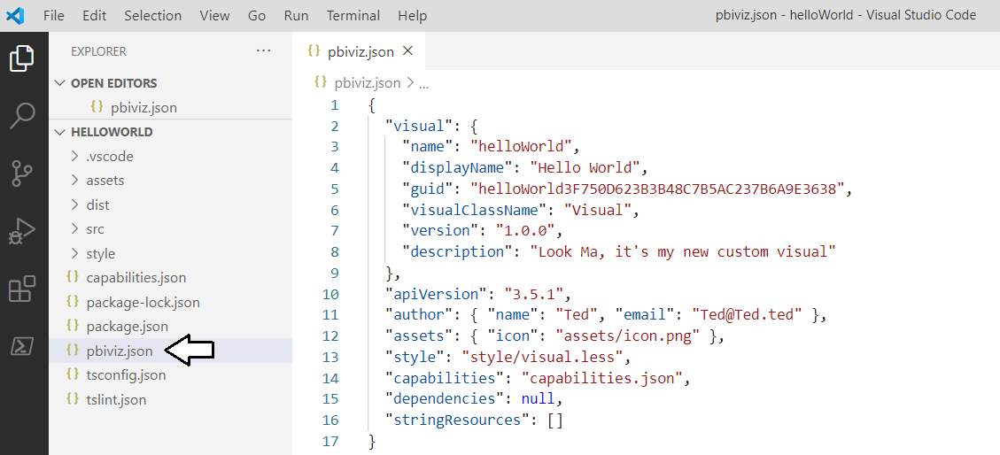 File Edit Selection View Go Run Terminal Help
pbiviz.json - helloWorld - Visual Studio Code
EXPLORER ...
OPEN EDITORS
{} pbiviz.json
HELLOWORLD
> .vscode
> assets
> dist
> src
> style
{} capabilities.json
{} package-lock.json
{} package.json
{} pbiviz.json
{} tsconfig.json
{} tslint.json
{} pbiviz.json ×
{} pbiviz.json > ...
1 {
2 "visual": {
3 "name": "helloWorld",
4 "displayName": "Hello World",
5 "guid": "helloWorld3F750D623B3B48C7B5AC237B6A9E3638",
6 "visualClassName": "Visual",
7 "version": "1.0.0",
8 "description": "Look Ma, it's my new custom visual"
9 },
10 "apiVersion": "3.5.1",
11 "author": { "name": "Ted", "email": "Ted@Ted.ted" },
12 "assets": { "icon": "assets/icon.png" },
13 "style": "style/visual.less",
14 "capabilities": "capabilities.json",
15 "dependencies": null,
16 "stringResources": []
17 }